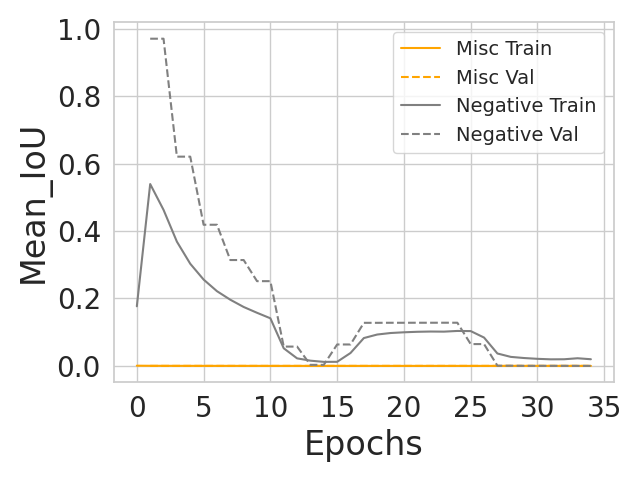 1.0
0.8
0.6
0.4
0.2
0.0
Mean_IoU
Misc Train
Misc Val
Negative Train
Negative Val
0 5 10 15 20 25 30 35
Epochs